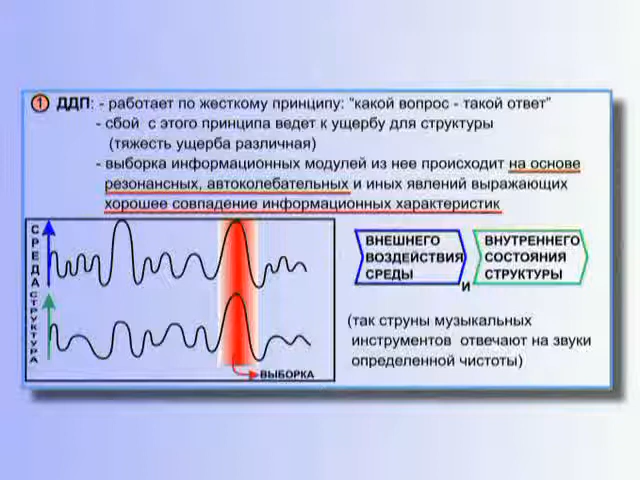 1 ДДП: - работает по жесткому принципу: "какой вопрос - такой ответ"
- сбой с этого принципа ведет к ущербу для структуры
(тяжесть ущерба различная)
- выборка информационных модулей из нее происходит на основе
резонансных, автоколебательных и иных явлений выражающих
хорошее совпадение информационных характеристик
СРЕДА
СТРУКТУРА
ВЫБОРКА
ВНЕШНЕГО
ВОЗДЕЙСТВИЯ
СРЕДЫ
И
ВНУТРЕННЕГО
СОСТОЯНИЯ
СТРУКТУРЫ
(так струны музыкальных
инструментов отвечают на звуки
определенной чистоты)